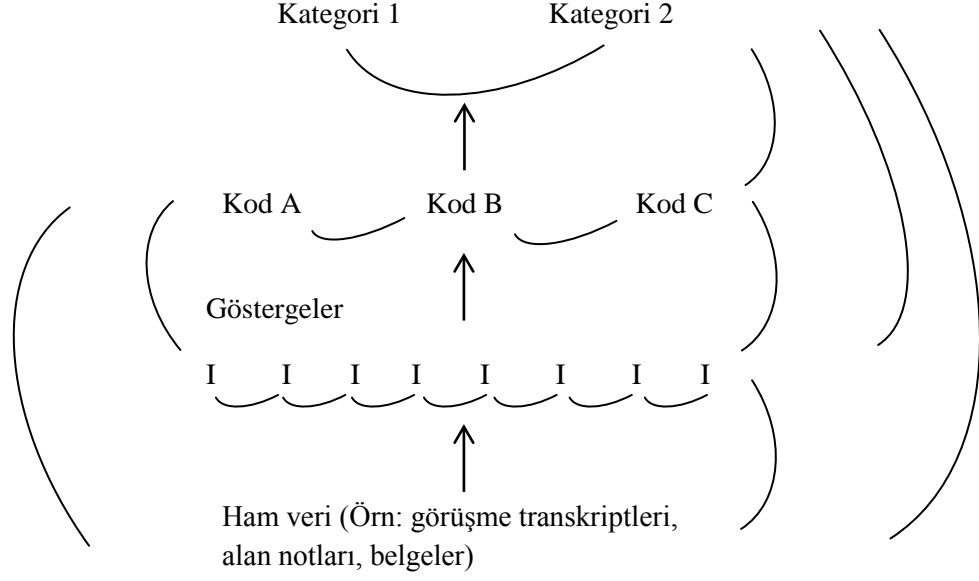 Kategori 1 Kategori 2
Kod A Kod B Kod C
Göstergeler
I I I I I I I I
Ham veri (Örn: görüşme transkriptleri,
alan notları, belgeler)